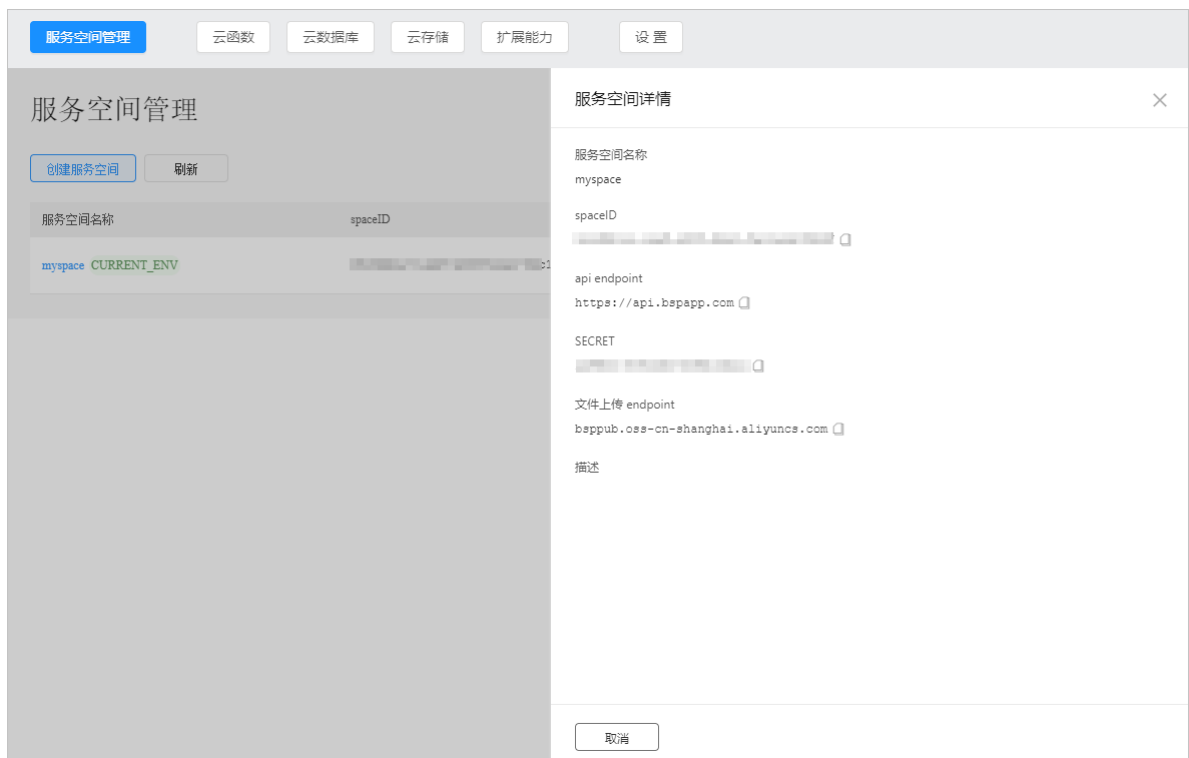 服务空间管理
云函数
云数据库
云存储
扩展能力
设 置
服务空间管理
创建服务空间
刷新
服务空间名称
spaceID
myspace CURRENT_ENV
服务空间详情
服务空间名称
myspace
spaceID
api endpoint
https://api.bspapp.com
SECRET
文件上传 endpoint
bsppub.oss-cn-shanghai.aliyuncs.com
描述
取消